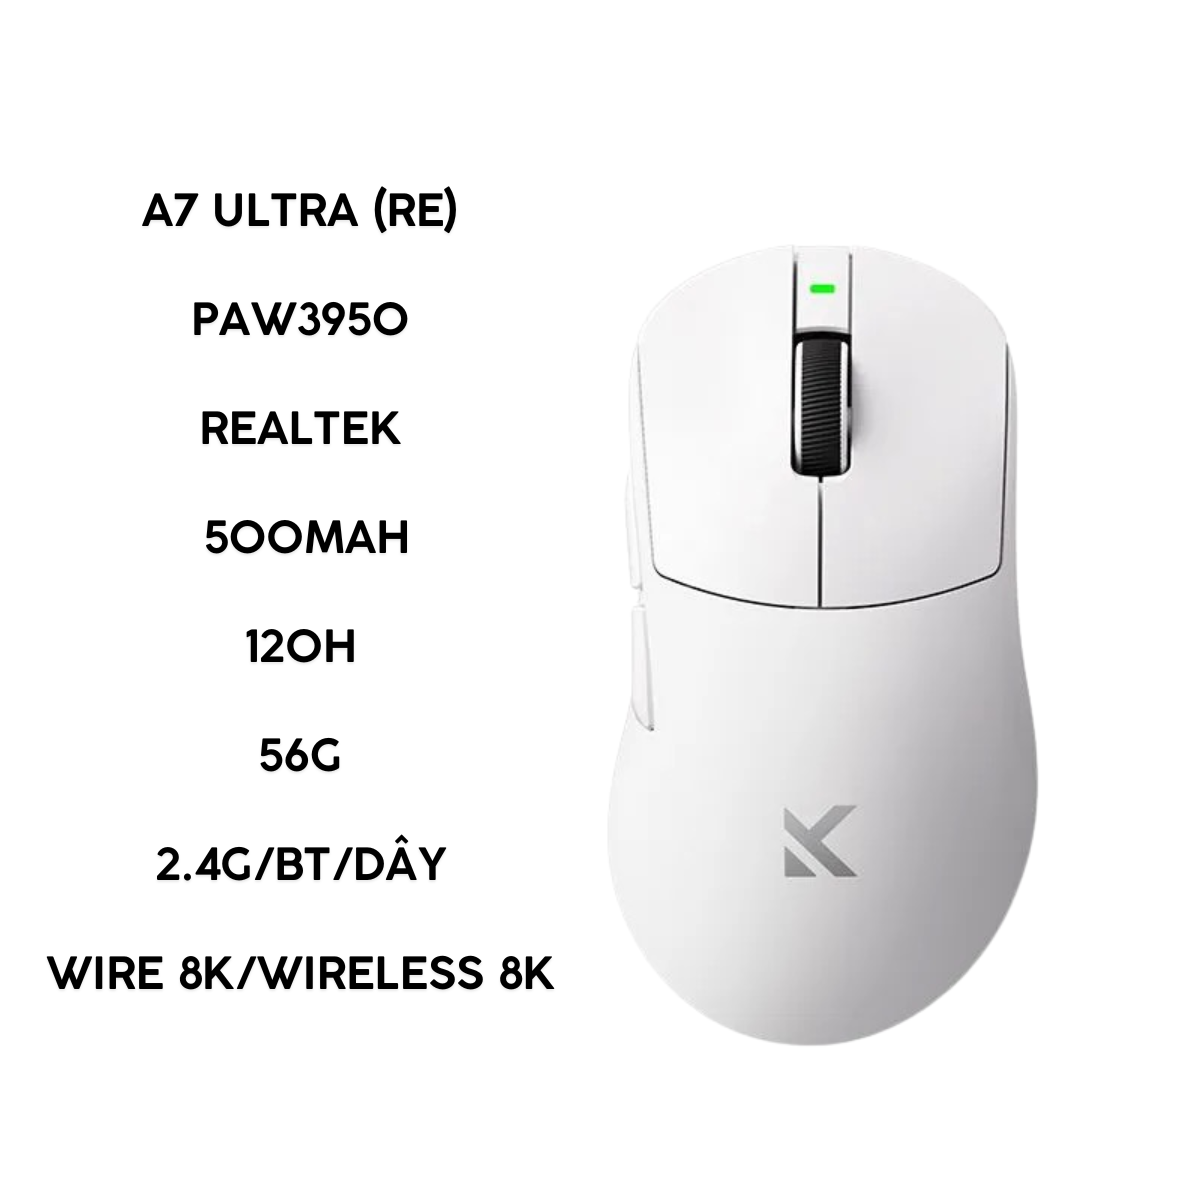 A7 ULTRA (RE)
PAW3950
REALTEK
500MAH
120H
56G
2.4G/BT/DÂY
WIRE 8K/WIRELESS 8K